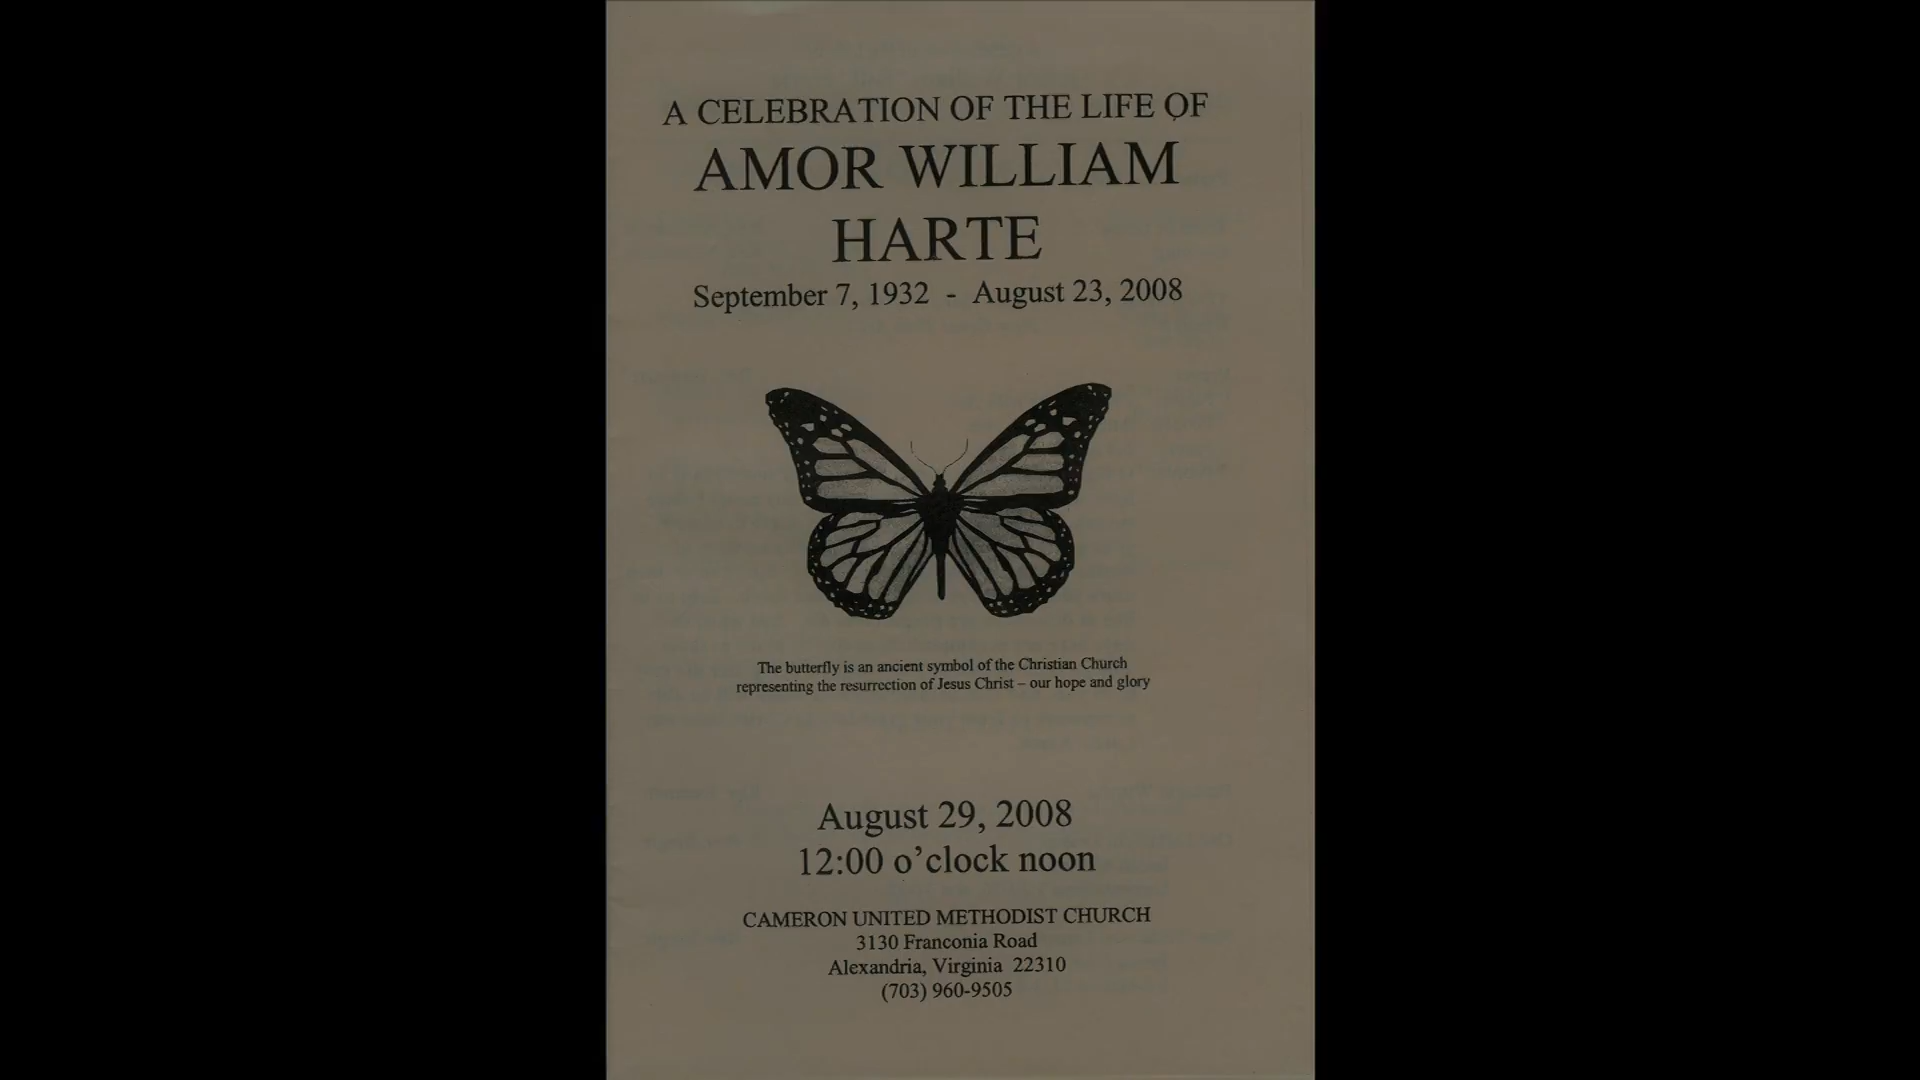 A CELEBRATION OF THE LIFE OF
AMOR WILLIAM
HARTE
September 7, 1932 - August 23, 2008
The butterfly is an ancient symbol of the Christian Church
representing the resurrection of Jesus Christ – our hope and glory
August 29, 2008
12:00 o’clock noon
CAMERON UNITED METHODIST CHURCH
3130 Franconia Road
Alexandria, Virginia 22310
(703) 960-9505